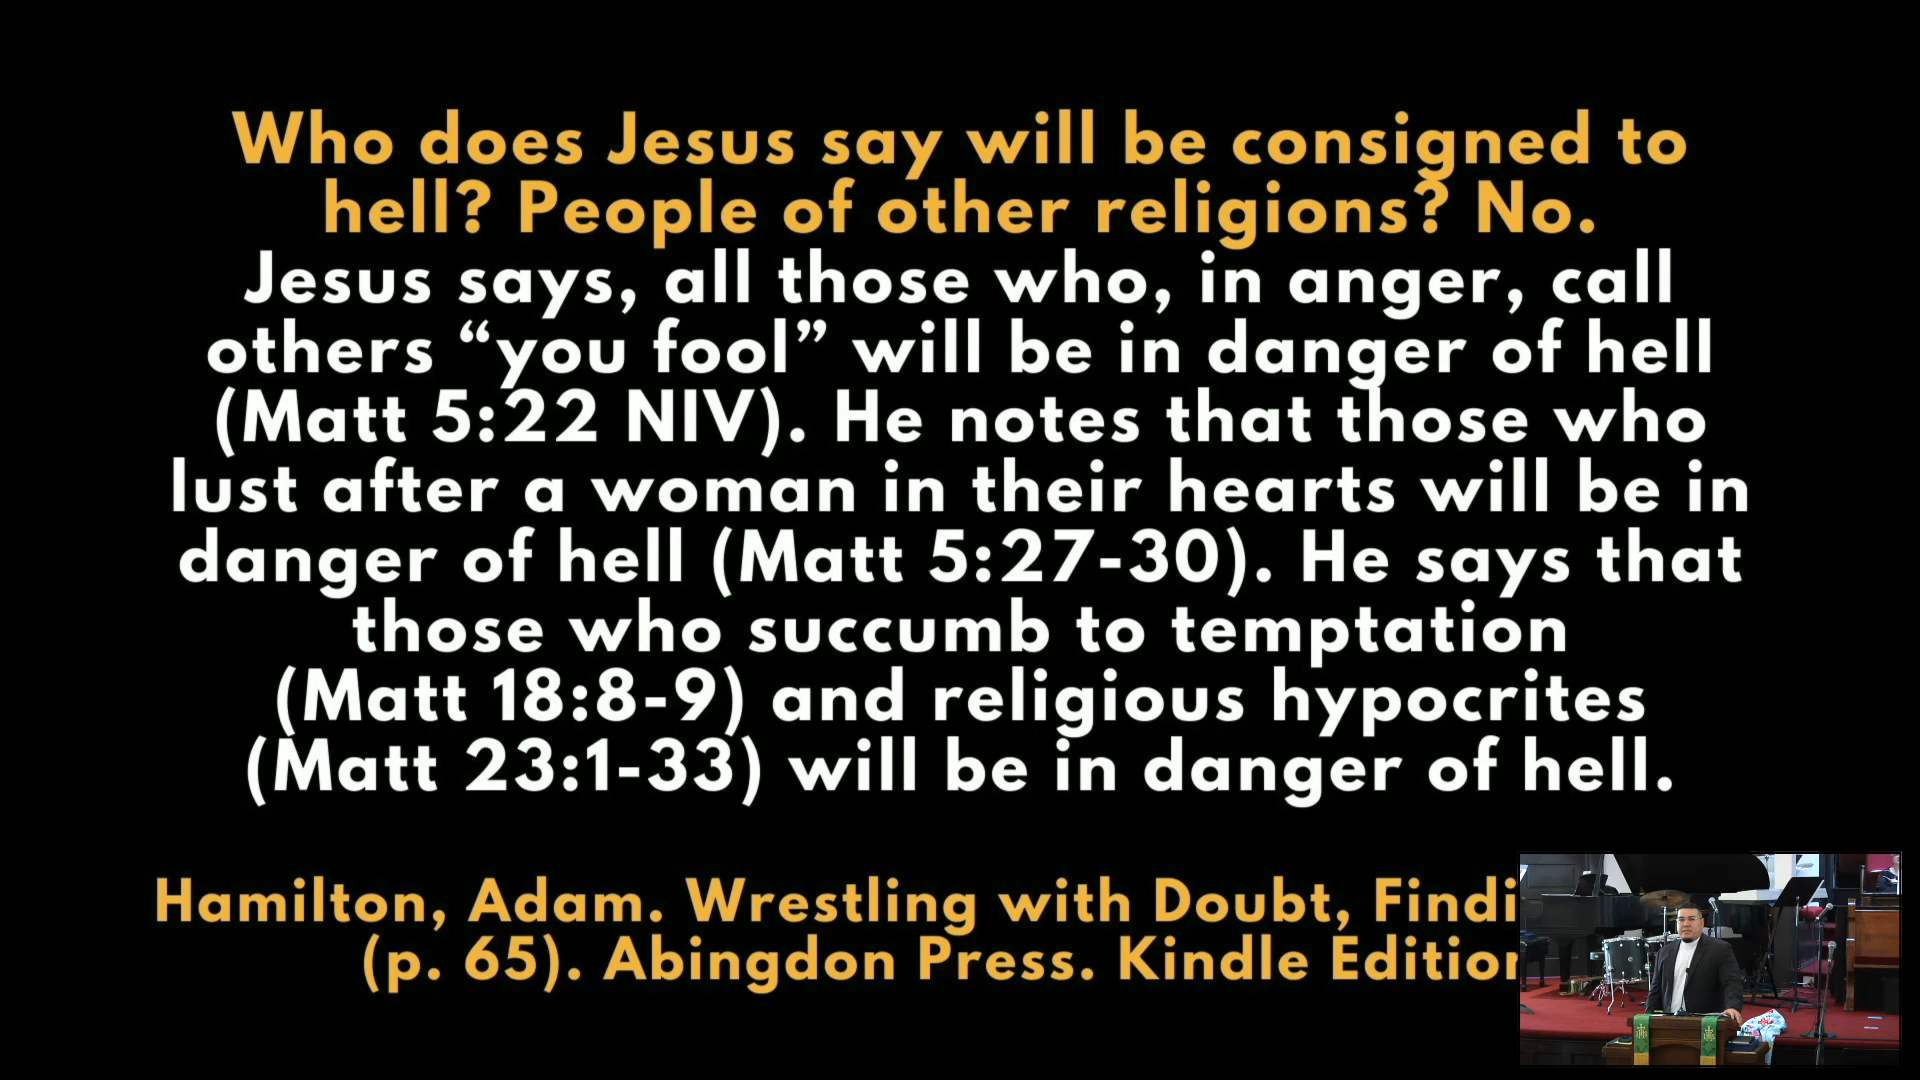 Who does Jesus say will be consigned to
hell? People of other religions? No.
Jesus says, all those who, in anger, call
others “you fool” will be in danger of hell
(Matt 5:22 NIV). He notes that those who
lust after a woman in their hearts will be in
danger of hell (Matt 5:27-30). He says that
those who succumb to temptation
(Matt 18:8-9) and religious hypocrites
(Matt 23:1-33) will be in danger of hell.
Hamilton, Adam. Wrestling with Doubt, Findi
(p. 65). Abingdon Press. Kindle Edition